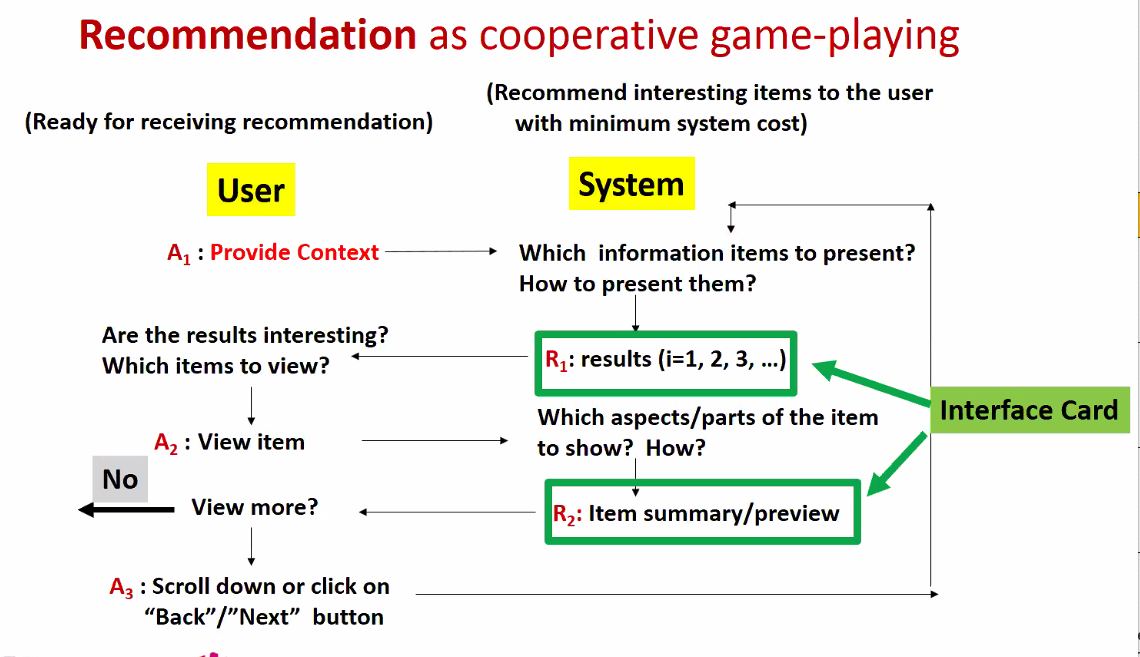 Recommendation as cooperative game-playing
(Recommend interesting items to the user
with minimum system cost)
(Ready for receiving recommendation)
User
System
A1 : Provide Context
Which information items to present?
How to present them?
Are the results interesting?
Which items to view?
R1: results (i=1, 2, 3, …)
Interface Card
Which aspects/parts of the item
to show? How?
A2 : View item
No
View more?
R2: Item summary/preview
A3 : Scroll down or click on
“Back”/”Next” button